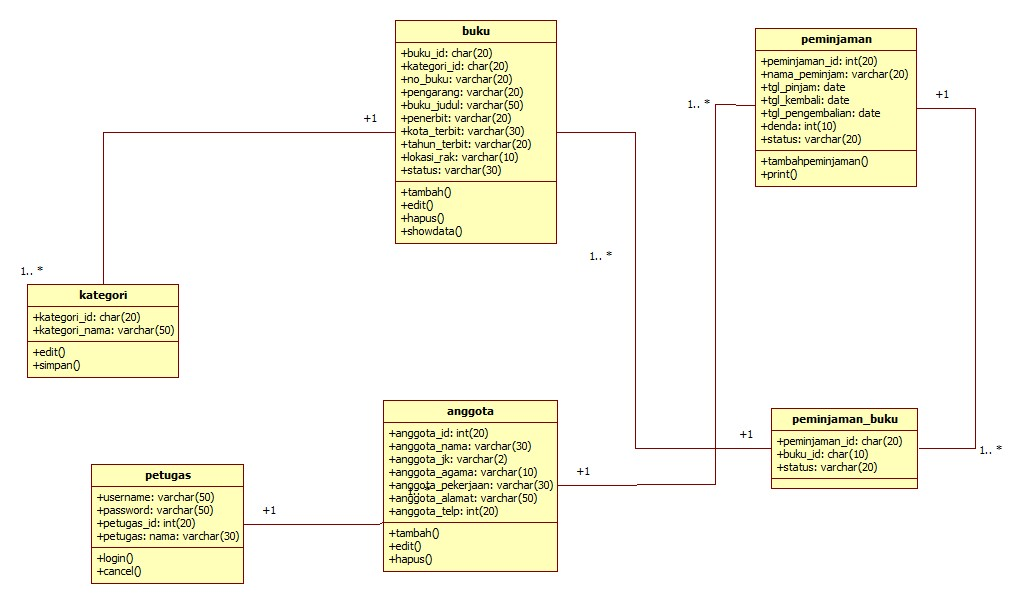 buku
+buku_id: char(20)
+kategori_id: char(20)
+no_buku: varchar(20)
+pengarang: varchar(20)
+buku_judul: varchar(50)
+penerbit: varchar(20)
+kota_terbit: varchar(30)
+tahun_terbit: varchar(20)
+lokasi_rak: varchar(10)
+status: varchar(30)
+tambah()
+edit()
+hapus()
+showdata()
peminjaman
+peminjaman_id: int(20)
+nama_peminjam: varchar(20)
+tgl_pinjam: date
+tgl_kembali: date
+tgl_pengembalian: date
+denda: int(10)
+status: varchar(20)
+tambahpeminjaman()
+print()
+1
1.. *
+1
1.. *
1.. *
kategori
+kategori_id: char(20)
+kategori_nama: varchar(50)
+edit()
+simpan()
anggota
+anggota_id: int(20)
+anggota_nama: varchar(30)
+anggota_jk: varchar(2)
+anggota_agama: varchar(10)
+anggota_pekerjaan: varchar(30)
+anggota_alamat: varchar(50)
+anggota_telp: int(20)
+tambah()
+edit()
+hapus()
+1
+1
peminjaman_buku
+peminjaman_id: char(20)
+buku_id: char(10)
+status: varchar(20)
1.. *
petugas
+username: varchar(50)
+password: varchar(50)
+petugas_id: int(20)
+petugas: nama: varchar(30)
+login()
+cancel()
+1